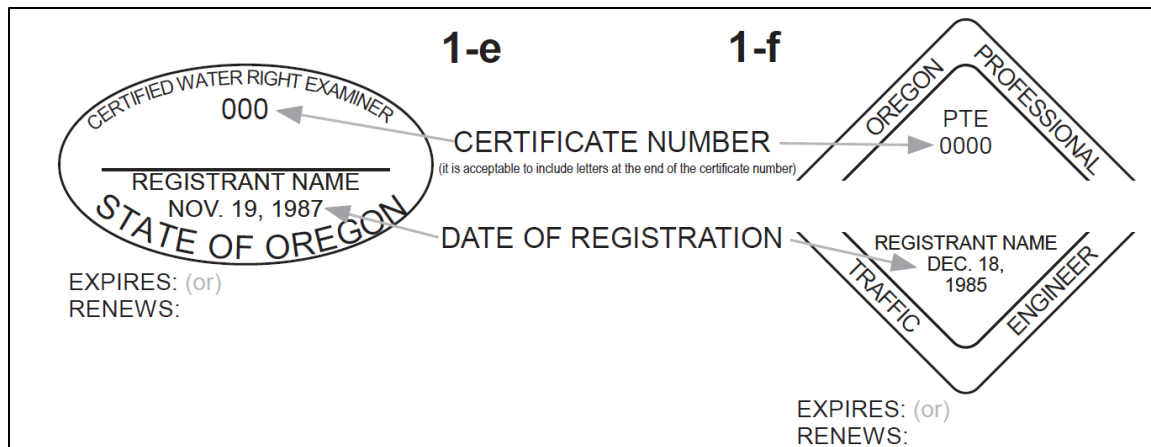 1-e
1-f
CERTIFIED WATER RIGHT EXAMINER
000
REGISTRANT NAME
NOV. 19, 1987
STATE OF OREGON
EXPIRES: (or)
RENEWS:
CERTIFICATE NUMBER
(it is acceptable to include letters at the end of the certificate number)
DATE OF REGISTRATION
OREGON
PROFESSIONAL
PTE
0000
REGISTRANT NAME
DEC. 18,
1985
TRAFFIC
ENGINEER
EXPIRES: (or)
RENEWS: